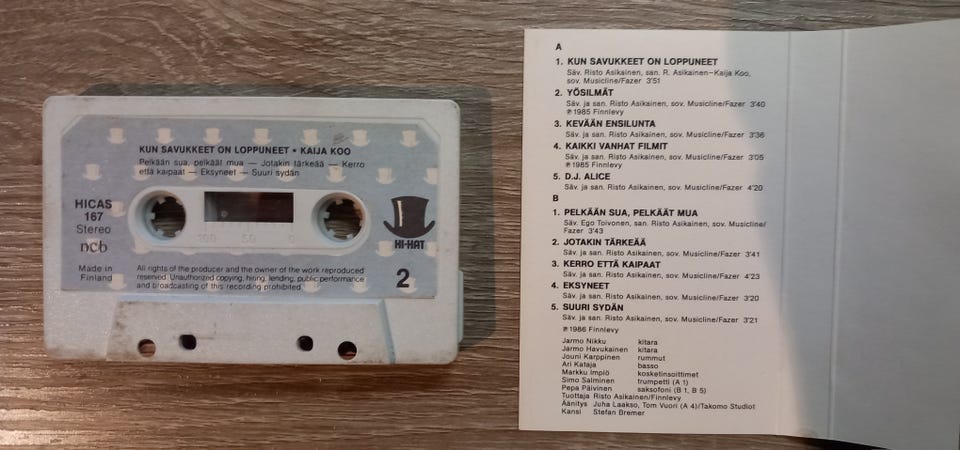 KUN SAVUKKEET ON LOPPUNEET • KAIJA KOO
Pelkään sua, pelkäät mua — Jotakin tärkeää — Kerro
että kaipaat — Eksyneet — Suuri sydän
HICAS
167
Stereo
ncb
100 50 0
HI-HAT
Made in
Finland
All rights of the producer and the owner of the work reproduced
reserved. Unauthorized copying, hiring, lending, public performance
and broadcasting of this recording prohibited.
2
A
1. KUN SAVUKKEET ON LOPPUNEET
Säv. Risto Asikainen, san. R. Asikainen–Kaija Koo,
sov. Musicline/Fazer 3'51
2. YÖSILMÄT
Säv. ja san. Risto Asikainen, sov. Musicline/Fazer 3'40
℗ 1985 Finnlevy
3. KEVÄÄN ENSILUNTA
Säv. ja san. Risto Asikainen, sov. Musicline/Fazer 3'36
4. KAIKKI VANHAT FILMIT
Säv. ja san. Risto Asikainen, sov. Musicline/Fazer 3'05
℗ 1985 Finnlevy
5. D.J. ALICE
Säv. ja san. Risto Asikainen, sov. Musicline/Fazer 4'20
B
1. PELKÄÄN SUA, PELKÄÄT MUA
Säv. Ego Toivonen, san. Risto Asikainen, sov. Musicline/
Fazer 3'43
2. JOTAKIN TÄRKEÄÄ
Säv. ja san. Risto Asikainen, sov. Musicline/Fazer 3'41
3. KERRO ETTÄ KAIPAAT
Säv. ja san. Risto Asikainen, sov. Musicline/Fazer 4'23
4. EKSYNEET
Säv. ja san. Risto Asikainen, sov. Musicline/Fazer 3'20
5. SUURI SYDÄN
Säv. ja san. Risto Asikainen, sov. Musicline/Fazer 3'21
℗ 1986 Finnlevy
Jarmo Nikku kitara
Jarmo Havukainen kitara
Jouni Karppinen rummut
Ari Kataja basso
Markku Impiö kosketinsoittimet
Simo Salminen trumpetti (A 1)
Pepa Päivinen saksofoni (B 1, B 5)
Tuottaja Risto Asikainen/Finnlevy
Äänitys Juha Laakso, Tom Vuori (A 4)/Takomo Studiot
Kansi Stefan Bremer